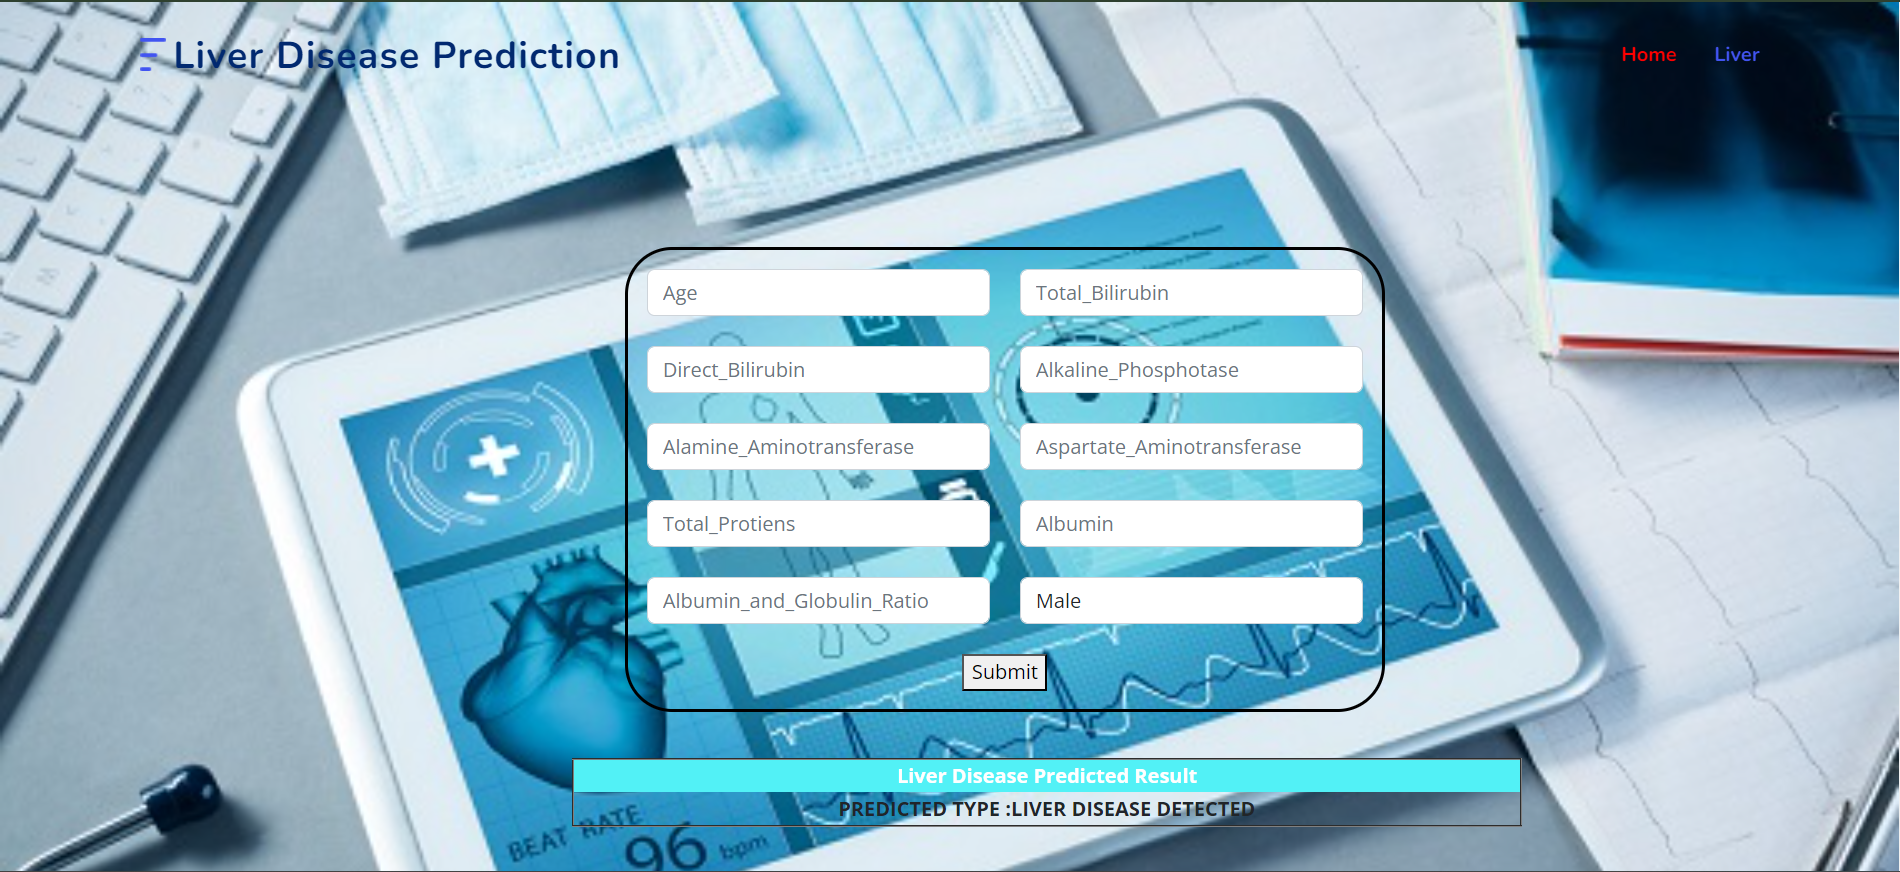 Liver Disease Prediction
Home
Liver
Age
Total_Bilirubin
Direct_Bilirubin
Alkaline_Phosphotase
Alamine_Aminotransferase
Aspartate_Aminotransferase
Total_Protiens
Albumin
Albumin_and_Globulin_Ratio
Male
Submit
Liver Disease Predicted Result
PREDICTED TYPE :LIVER DISEASE DETECTED
BEAT RATE
96 bpm